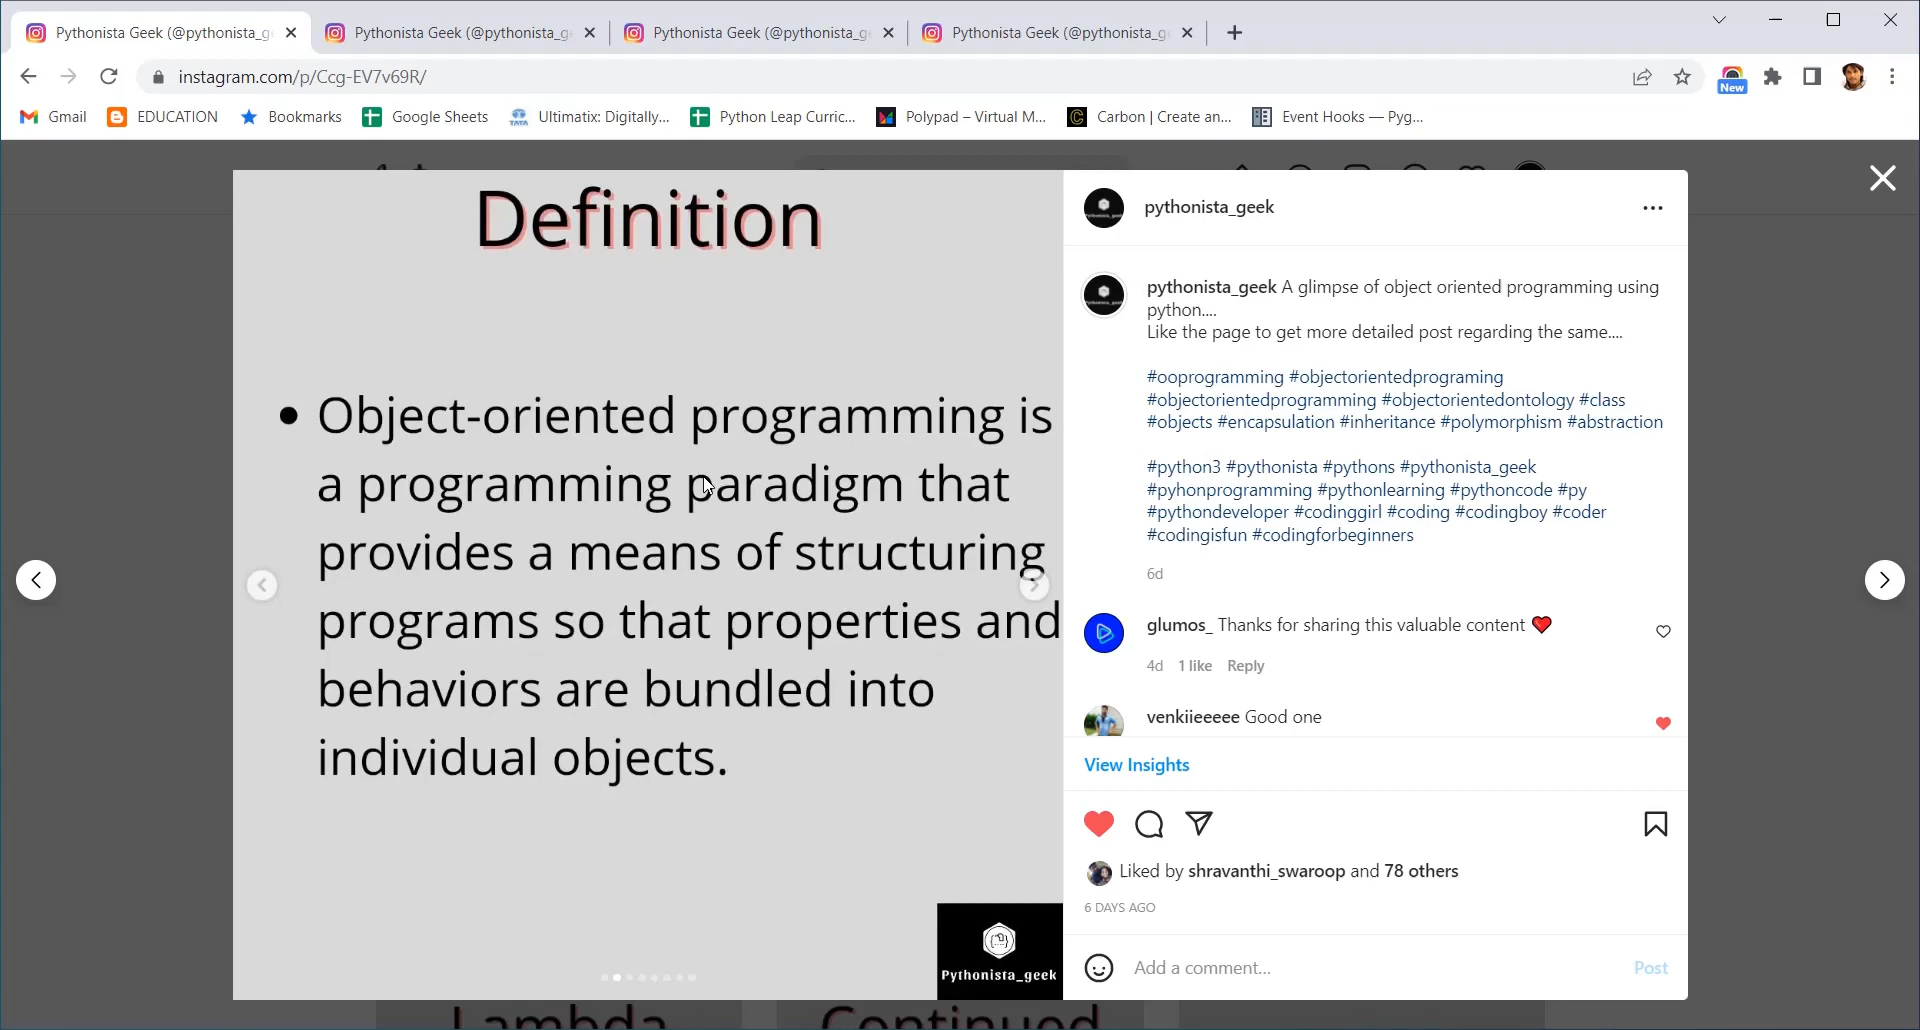 Pythonista Geek (@pythonista_g
Pythonista Geek (@pythonista_g
Pythonista Geek (@pythonista_g
Pythonista Geek (@pythonista_g
instagram.com/p/Ccg-EV7v69R/
New
Gmail
EDUCATION
Bookmarks
Google Sheets
TATA
Ultimatix: Digitally...
Python Leap Curric...
Polypad – Virtual M...
Carbon | Create an...
Event Hooks — Pyg...
Definition
Object-oriented programming is
a programming paradigm that
provides a means of structuring
programs so that properties and
behaviors are bundled into
individual objects.
Pythonista_geek
pythonista_geek
pythonista_geek A glimpse of object oriented programming using
python....
Like the page to get more detailed post regarding the same....
#ooprogramming #objectorientedprograming
#objectorientedprogramming #objectorientedontology #class
#objects #encapsulation #inheritance #polymorphism #abstraction
#python3 #pythonista #pythons #pythonista_geek
#pyhonprogramming #pythonlearning #pythoncode #py
#pythondeveloper #codinggirl #coding #codingboy #coder
#codingisfun #codingforbeginners
6d
glumos_ Thanks for sharing this valuable content ❤️
4d 1 like Reply
venkiieeeee Good one
View Insights
Liked by shravanthi_swaroop and 78 others
6 DAYS AGO
Add a comment...
Post
Lambda
Continued